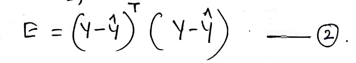 E = (Y-Ŷ)ᵀ (Y-Ŷ) — ②.